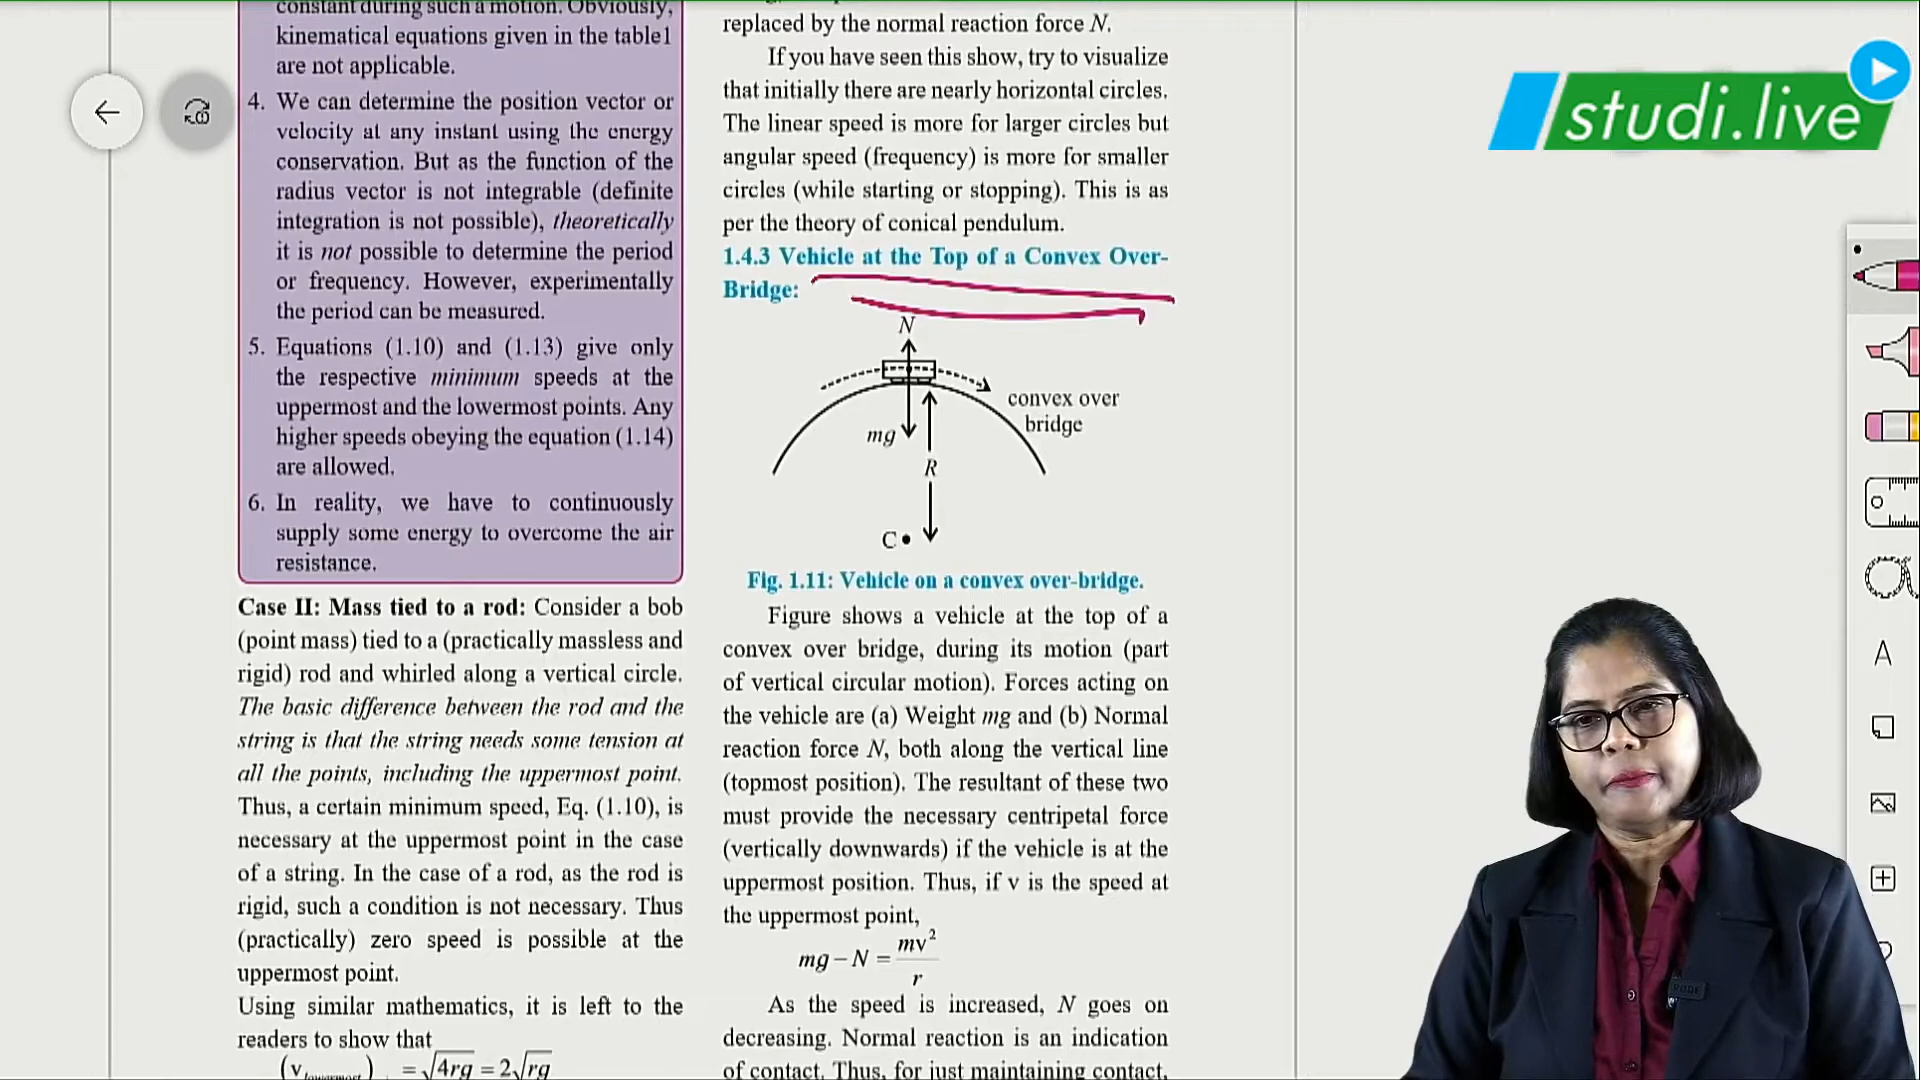 constant during such a motion. Obviously,
kinematical equations given in the table1
are not applicable.
4. We can determine the position vector or
velocity at any instant using the energy
conservation. But as the function of the
radius vector is not integrable (definite
integration is not possible), theoretically
it is not possible to determine the period
or frequency. However, experimentally
the period can be measured.
5. Equations (1.10) and (1.13) give only
the respective minimum speeds at the
uppermost and the lowermost points. Any
higher speeds obeying the equation (1.14)
are allowed.
6. In reality, we have to continuously
supply some energy to overcome the air
resistance.
Case II: Mass tied to a rod: Consider a bob
(point mass) tied to a (practically massless and
rigid) rod and whirled along a vertical circle.
The basic difference between the rod and the
string is that the string needs some tension at
all the points, including the uppermost point.
Thus, a certain minimum speed, Eq. (1.10), is
necessary at the uppermost point in the case
of a string. In the case of a rod, as the rod is
rigid, such a condition is not necessary. Thus
(practically) zero speed is possible at the
uppermost point.
Using similar mathematics, it is left to the
readers to show that
(v lowermost) = √4rg = 2√rg
replaced by the normal reaction force N.
If you have seen this show, try to visualize
that initially there are nearly horizontal circles.
The linear speed is more for larger circles but
angular speed (frequency) is more for smaller
circles (while starting or stopping). This is as
per the theory of conical pendulum.
1.4.3 Vehicle at the Top of a Convex Over-
Bridge:
N
convex over
bridge
mg
R
C
Fig. 1.11: Vehicle on a convex over-bridge.
Figure shows a vehicle at the top of a
convex over bridge, during its motion (part
of vertical circular motion). Forces acting on
the vehicle are (a) Weight mg and (b) Normal
reaction force N, both along the vertical line
(topmost position). The resultant of these two
must provide the necessary centripetal force
(vertically downwards) if the vehicle is at the
uppermost position. Thus, if v is the speed at
the uppermost point,
mg − N = mv²/r
As the speed is increased, N goes on
decreasing. Normal reaction is an indication
of contact. Thus, for just maintaining contact,
studi.live
A
RODE